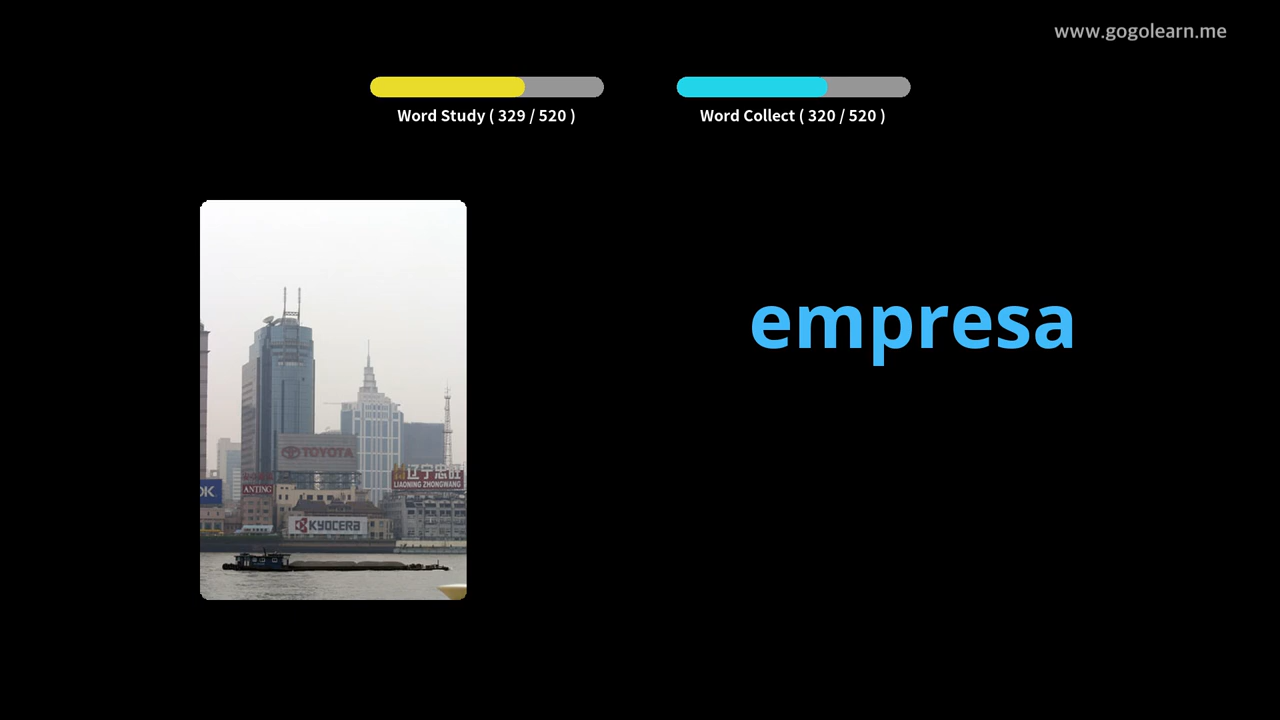 www.gogolearn.me
Word Study ( 329 / 520 )
Word Collect ( 320 / 520 )
empresa
TOYOTA
辽宁忠旺
LIAONING ZHONGWANG
OK
ANTING
KYOCERA